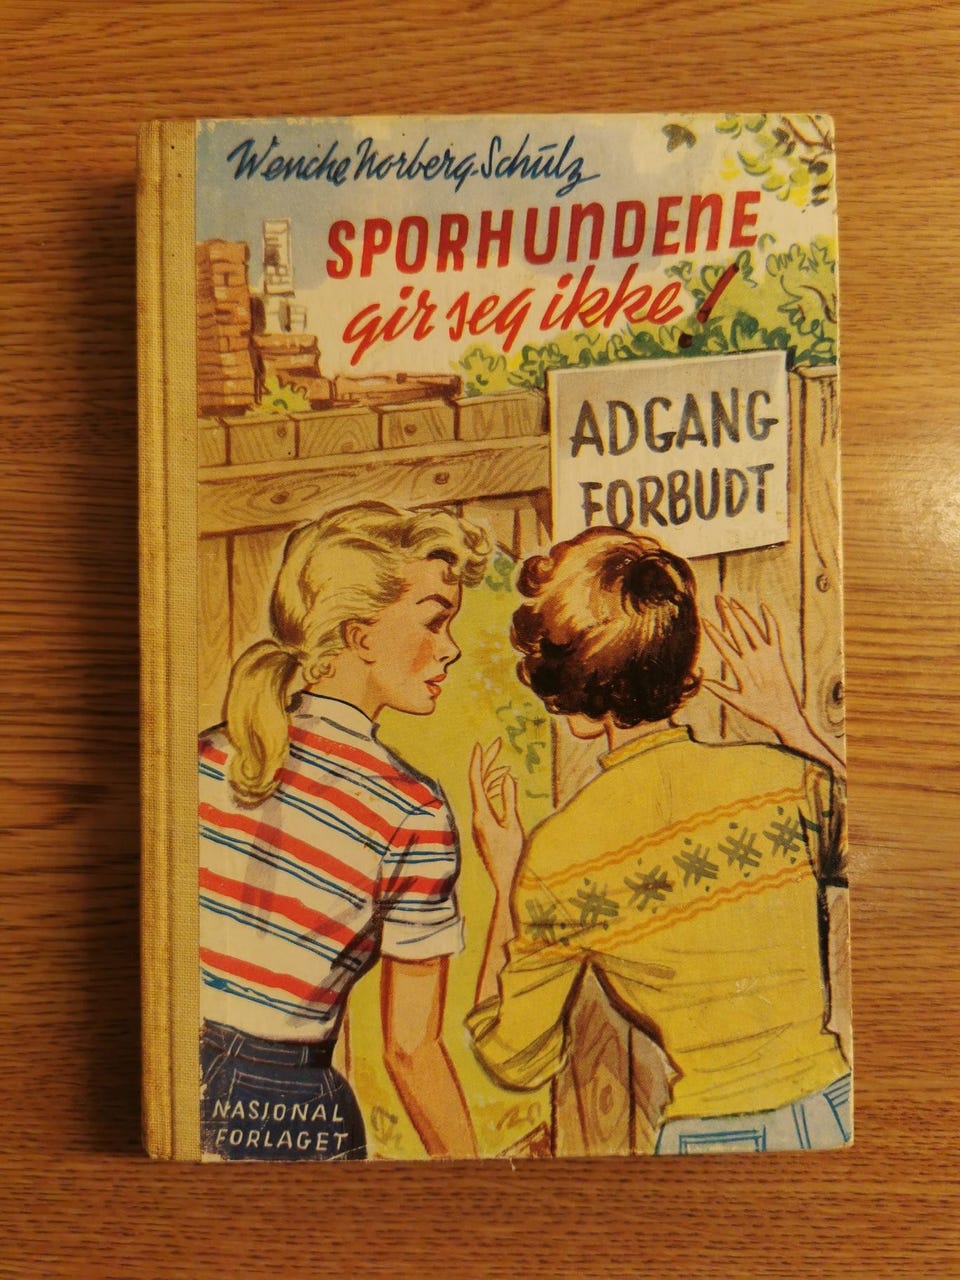 Wenche Norberg-Schulz
SPORHUNDENE
gir seg ikke!
ADGANG
FORBUDT
NASJONAL
FORLAGET